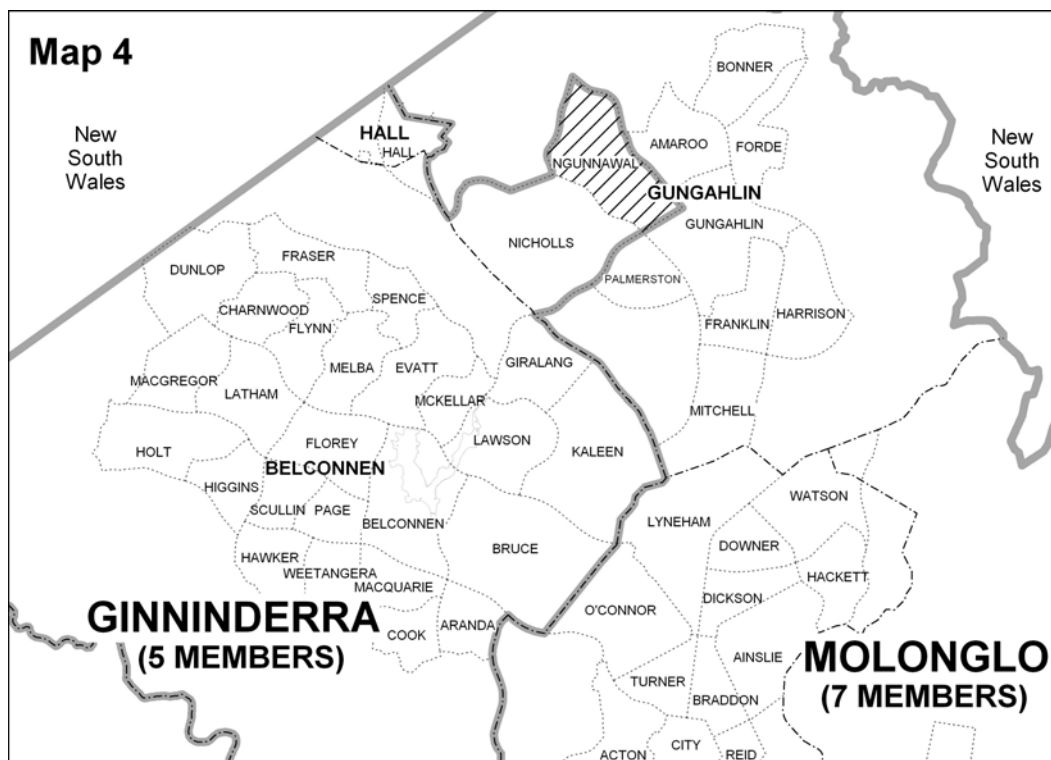 Map 4
New
South
Wales
New
South
Wales
BONNER
HALL
HALL
AMAROO
FORDE
NGUNNAWAL
GUNGAHLIN
GUNGAHLIN
NICHOLLS
FRASER
DUNLOP
PALMERSTON
SPENCE
CHARNWOOD
FLYNN
FRANKLIN
HARRISON
GIRALANG
MELBA
EVATT
MACGREGOR
LATHAM
MCKELLAR
MITCHELL
FLOREY
LAWSON
HOLT
KALEEN
BELCONNEN
HIGGINS
WATSON
SCULLIN
PAGE
BELCONNEN
LYNEHAM
BRUCE
DOWNER
HAWKER
WEETANGERA
MACQUARIE
HACKETT
DICKSON
O'CONNOR
GINNINDERRA
(5 MEMBERS)
COOK
ARANDA
AINSLIE
MOLONGLO
(7 MEMBERS)
TURNER
BRADDON
ACTON
CITY
REID